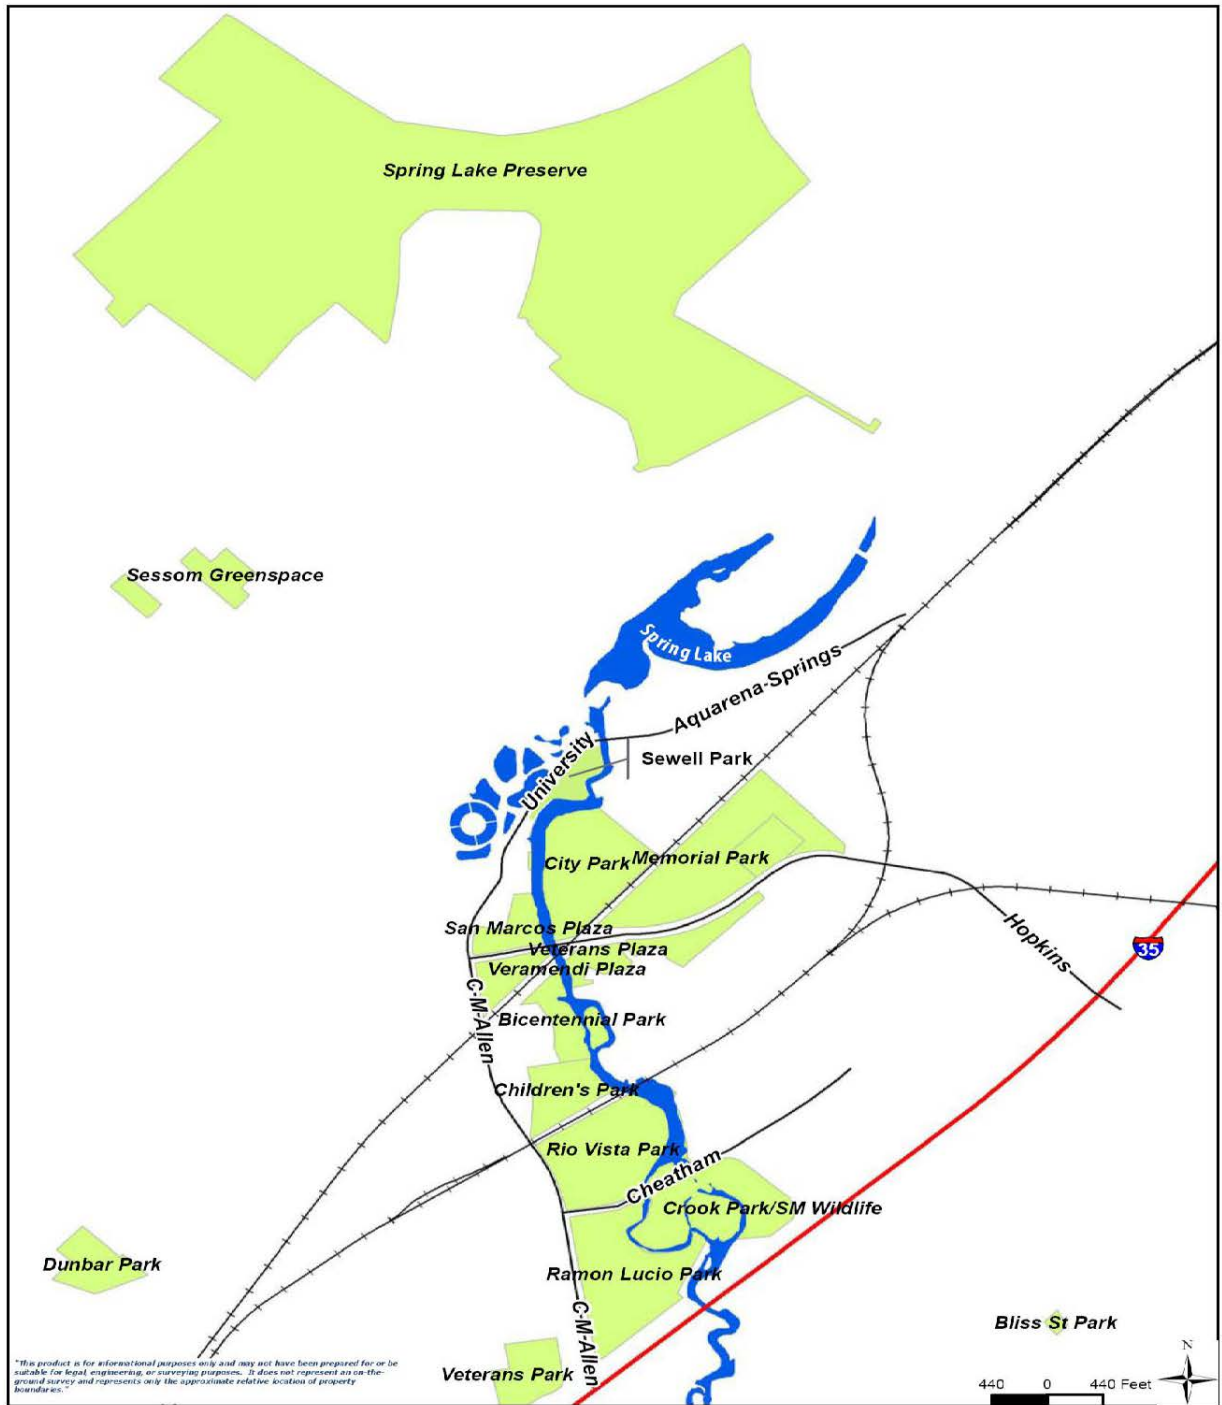 Spring Lake Preserve
Sessom Greenspace
Spring Lake
Aquarena-Springs
University
Sewell Park
City Park
Memorial Park
San Marcos Plaza
Veterans Plaza
Veramendi Plaza
Hopkins
35
C-M-Allen
Bicentennial Park
Children's Park
Rio Vista Park
Cheatham
Crook Park/SM Wildlife
Dunbar Park
Ramon Lucio Park
C-M-Allen
Bliss St Park
Veterans Park
"This product is for informational purposes only and may not have been prepared for or be
suitable for legal, engineering, or surveying purposes. It does not represent an on-the-
ground survey and represents only the approximate relative location of property
boundaries."
N
440 0 440 Feet